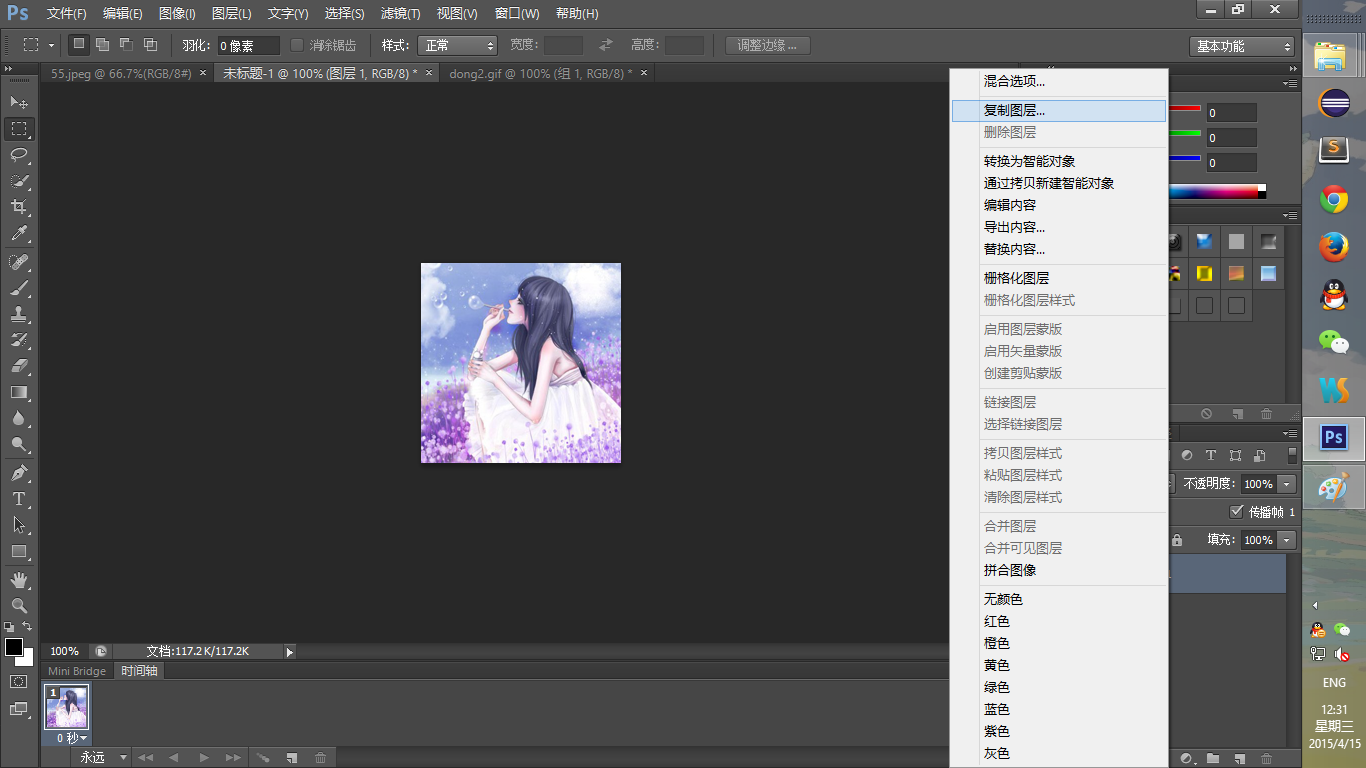 Ps 文件(F) 编辑(E) 图像(I) 图层(L) 文字(Y) 选择(S) 滤镜(T) 视图(V) 窗口(W) 帮助(H)
羽化: 0 像素 消除锯齿 样式: 正常 宽度: 高度: 调整边缘... 基本功能
55.jpeg @ 66.7%(RGB/8#) × 未标题-1 @ 100% (图层 1, RGB/8) * × dong2.gif @ 100% (组 1, RGB/8) * ×
混合选项...
复制图层...
删除图层
转换为智能对象
通过拷贝新建智能对象
编辑内容
导出内容...
替换内容...
栅格化图层
栅格化图层样式
启用图层蒙版
启用矢量蒙版
创建剪贴蒙版
链接图层
选择链接图层
拷贝图层样式
粘贴图层样式
清除图层样式
合并图层
合并可见图层
拼合图像
无颜色
红色
橙色
黄色
绿色
蓝色
紫色
灰色
0
0
0
不透明度: 100%
传播帧 1
填充: 100%
100% 文档:117.2K/117.2K
Mini Bridge 时间轴
1
0 秒
永远
S
WS
Ps
ENG
12:31
星期三
2015/4/15